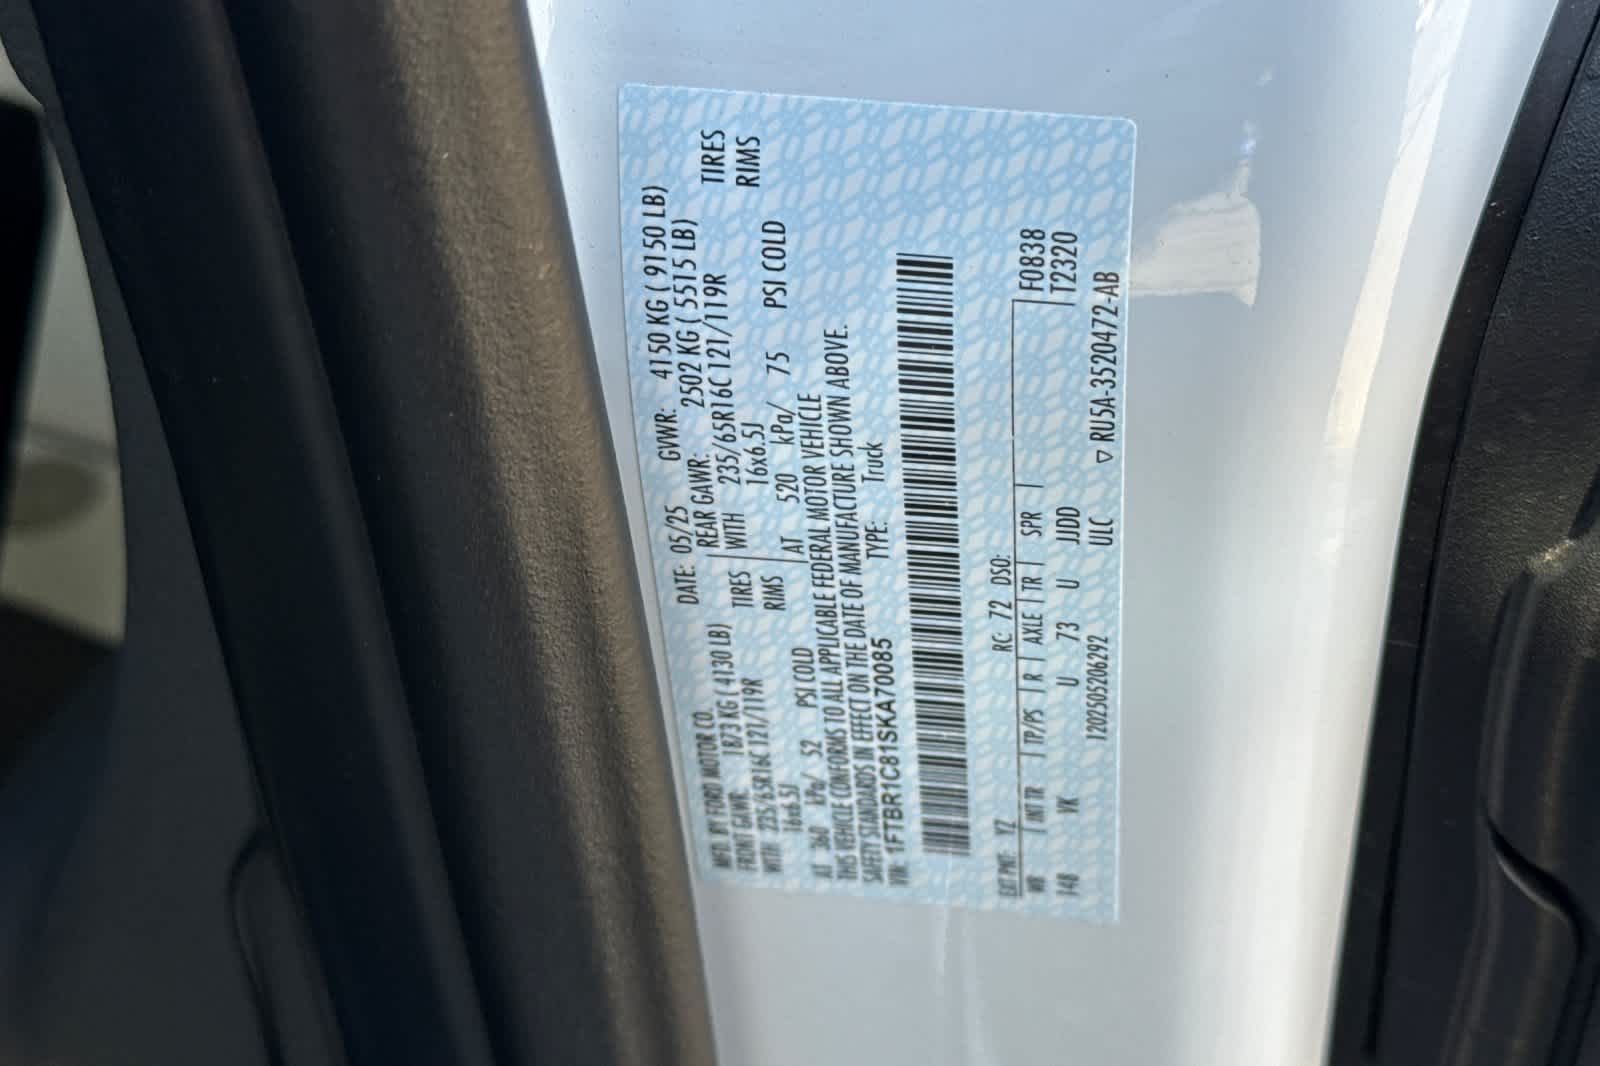 MFD. BY FORD MOTOR CO. DATE: 05/25 GVWR: 4150 KG ( 9150 LB)
FRONT GAWR: 1873 KG ( 4130 LB) REAR GAWR: 2502 KG ( 5515 LB)
WITH 235/65R16C 121/119R TIRES WITH 235/65R16C 121/119R TIRES
16x6.5J RIMS 16x6.5J RIMS
AT 360 kPa/ 52 PSI COLD AT 520 kPa/ 75 PSI COLD
THIS VEHICLE CONFORMS TO ALL APPLICABLE FEDERAL MOTOR VEHICLE
SAFETY STANDARDS IN EFFECT ON THE DATE OF MANUFACTURE SHOWN ABOVE.
VIN: 1FTBR1C81SKA70085 TYPE: Truck
EXT PNT: YZ RC: 72 DSO: F0838
WB | INT TR | TP/PS | R | AXLE | TR | SPR | T2320
148 VK U 73 U JJDD
1202505206292 ULC ▽ RU5A-3520472-AB